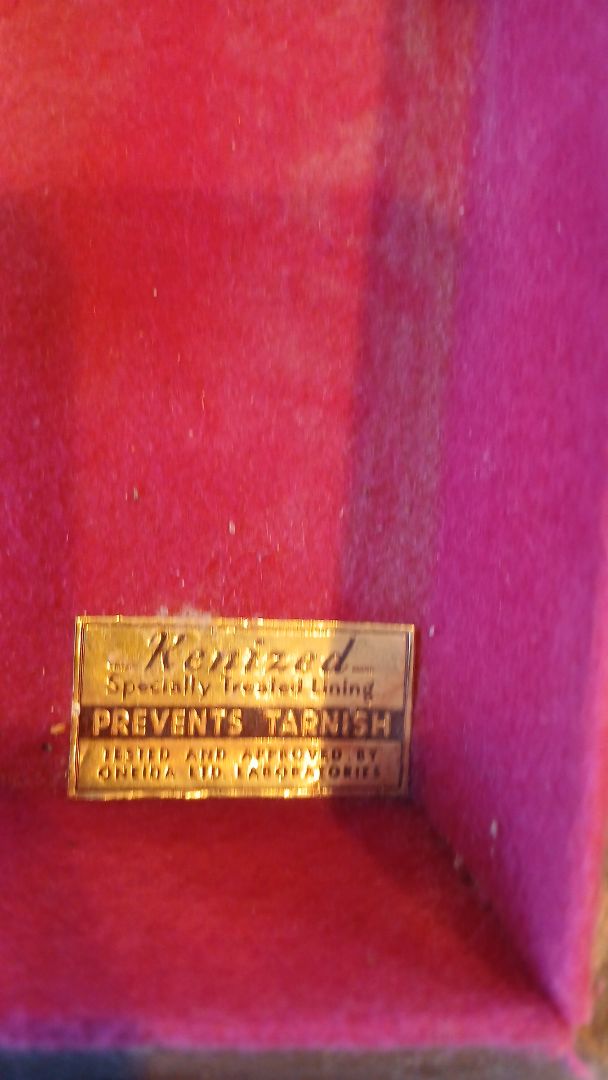 Kenized
Specially Treated Lining
PREVENTS TARNISH
TESTED AND APPROVED BY
ONEIDA LTD LABORATORIES